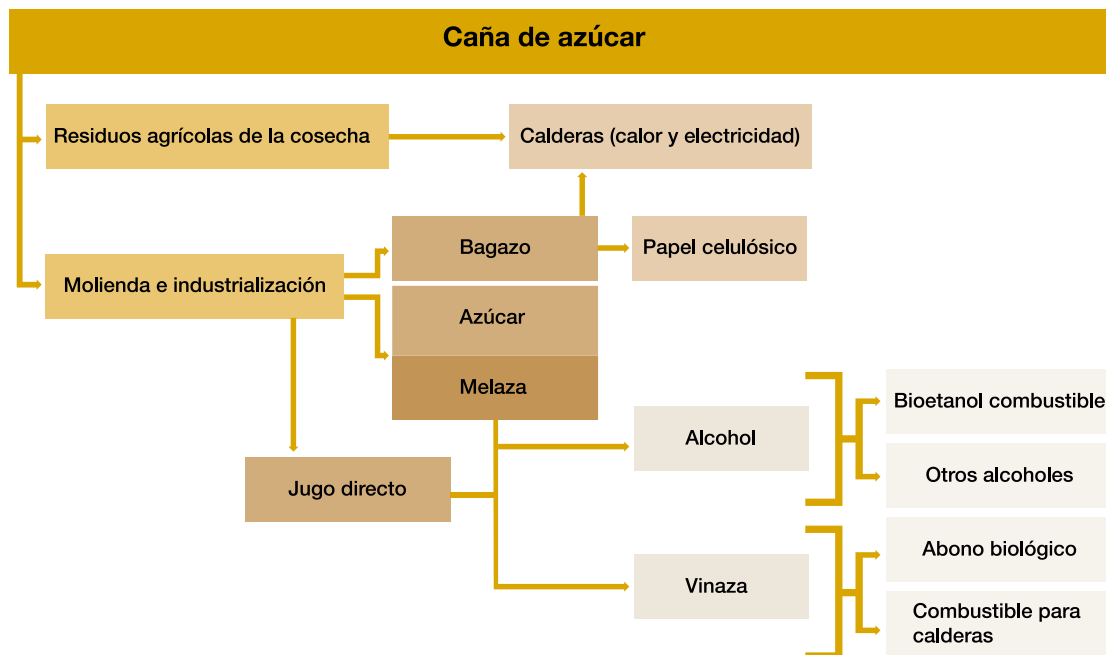 Caña de azúcar
Residuos agrícolas de la cosecha
Calderas (calor y electricidad)
Bagazo
Papel celulósico
Molienda e industrialización
Azúcar
Melaza
Bioetanol combustible
Alcohol
Otros alcoholes
Jugo directo
Abono biológico
Vinaza
Combustible para
calderas